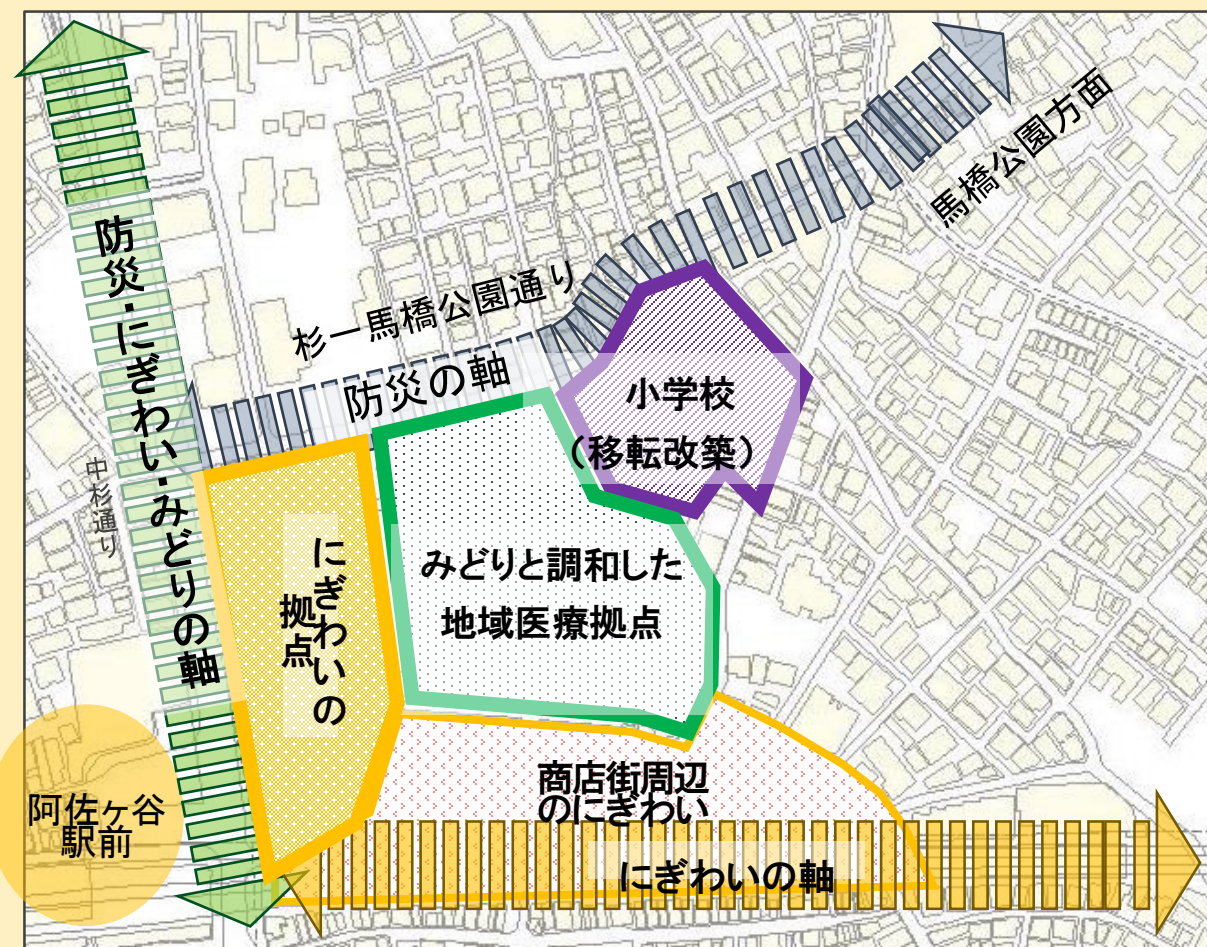 馬橋公園方面
杉一馬橋公園通り
防災の軸
防災・にぎわい・みどりの軸
中杉通り
小学校
（移転改築）
みどりと調和した
地域医療拠点
にぎわいの
拠点
商店街周辺
のにぎわい
にぎわいの軸
阿佐ヶ谷
駅前